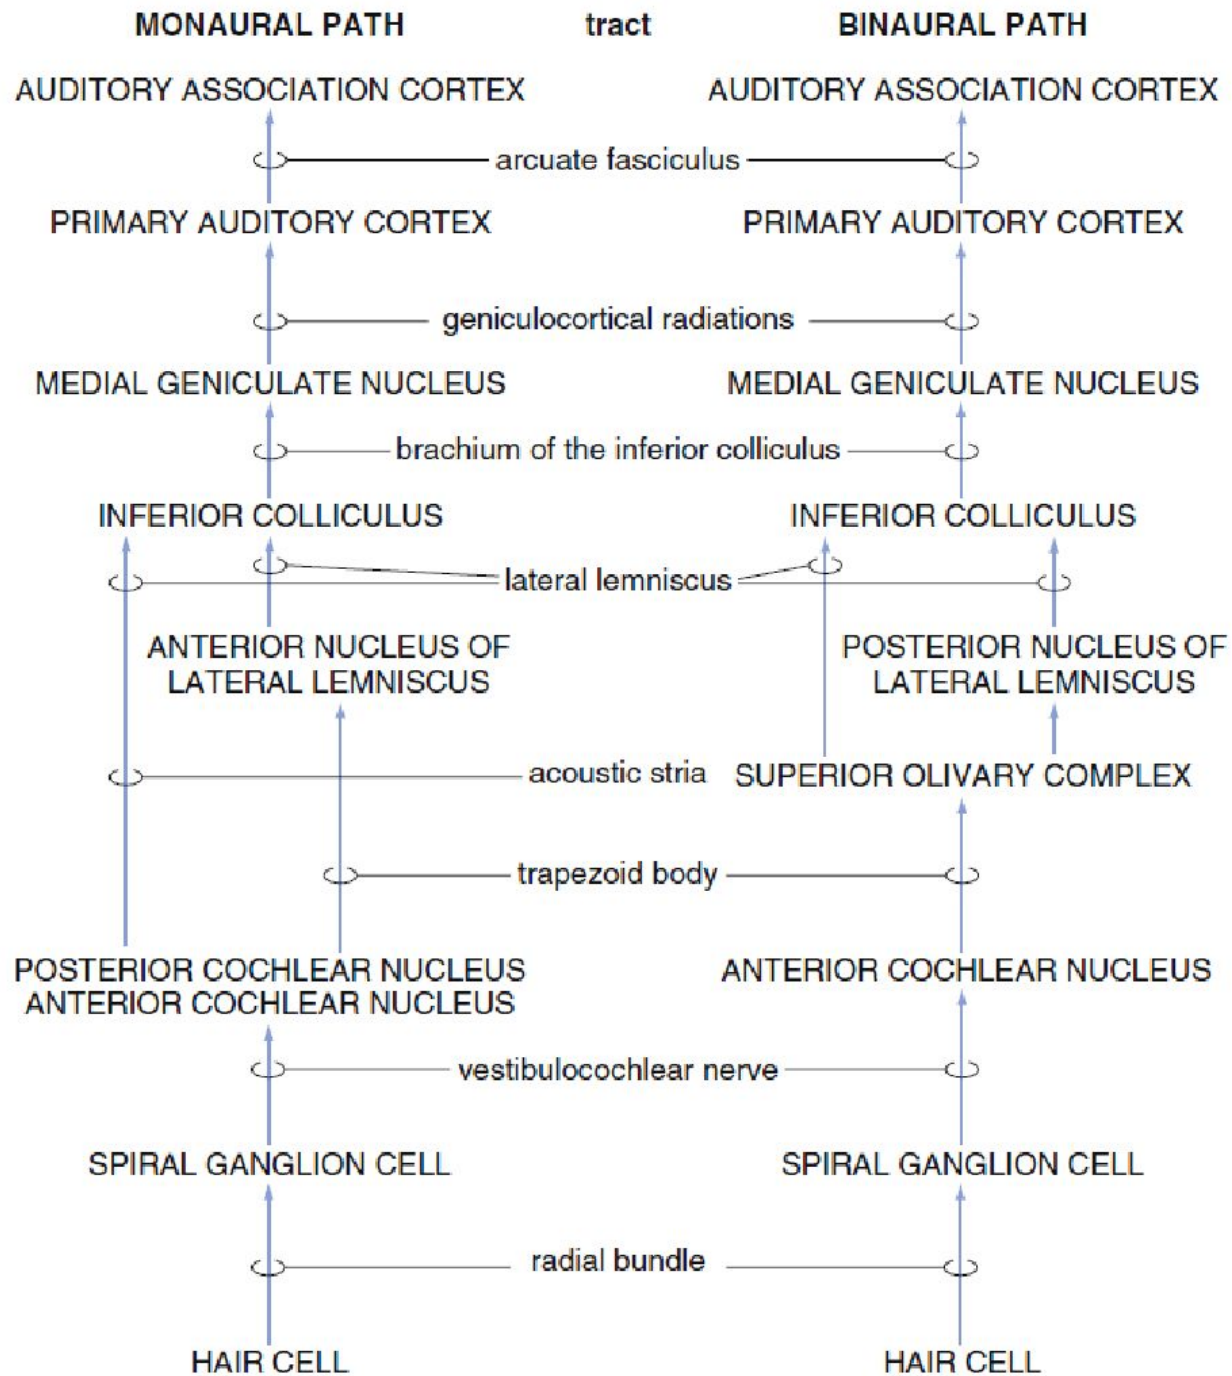 MONAURAL PATH tract BINAURAL PATH
AUDITORY ASSOCIATION CORTEX AUDITORY ASSOCIATION CORTEX
arcuate fasciculus
PRIMARY AUDITORY CORTEX PRIMARY AUDITORY CORTEX
geniculocortical radiations
MEDIAL GENICULATE NUCLEUS MEDIAL GENICULATE NUCLEUS
brachium of the inferior colliculus
INFERIOR COLLICULUS INFERIOR COLLICULUS
lateral lemniscus
ANTERIOR NUCLEUS OF POSTERIOR NUCLEUS OF
LATERAL LEMNISCUS LATERAL LEMNISCUS
acoustic stria SUPERIOR OLIVARY COMPLEX
trapezoid body
POSTERIOR COCHLEAR NUCLEUS ANTERIOR COCHLEAR NUCLEUS
ANTERIOR COCHLEAR NUCLEUS
vestibulocochlear nerve
SPIRAL GANGLION CELL SPIRAL GANGLION CELL
radial bundle
HAIR CELL HAIR CELL